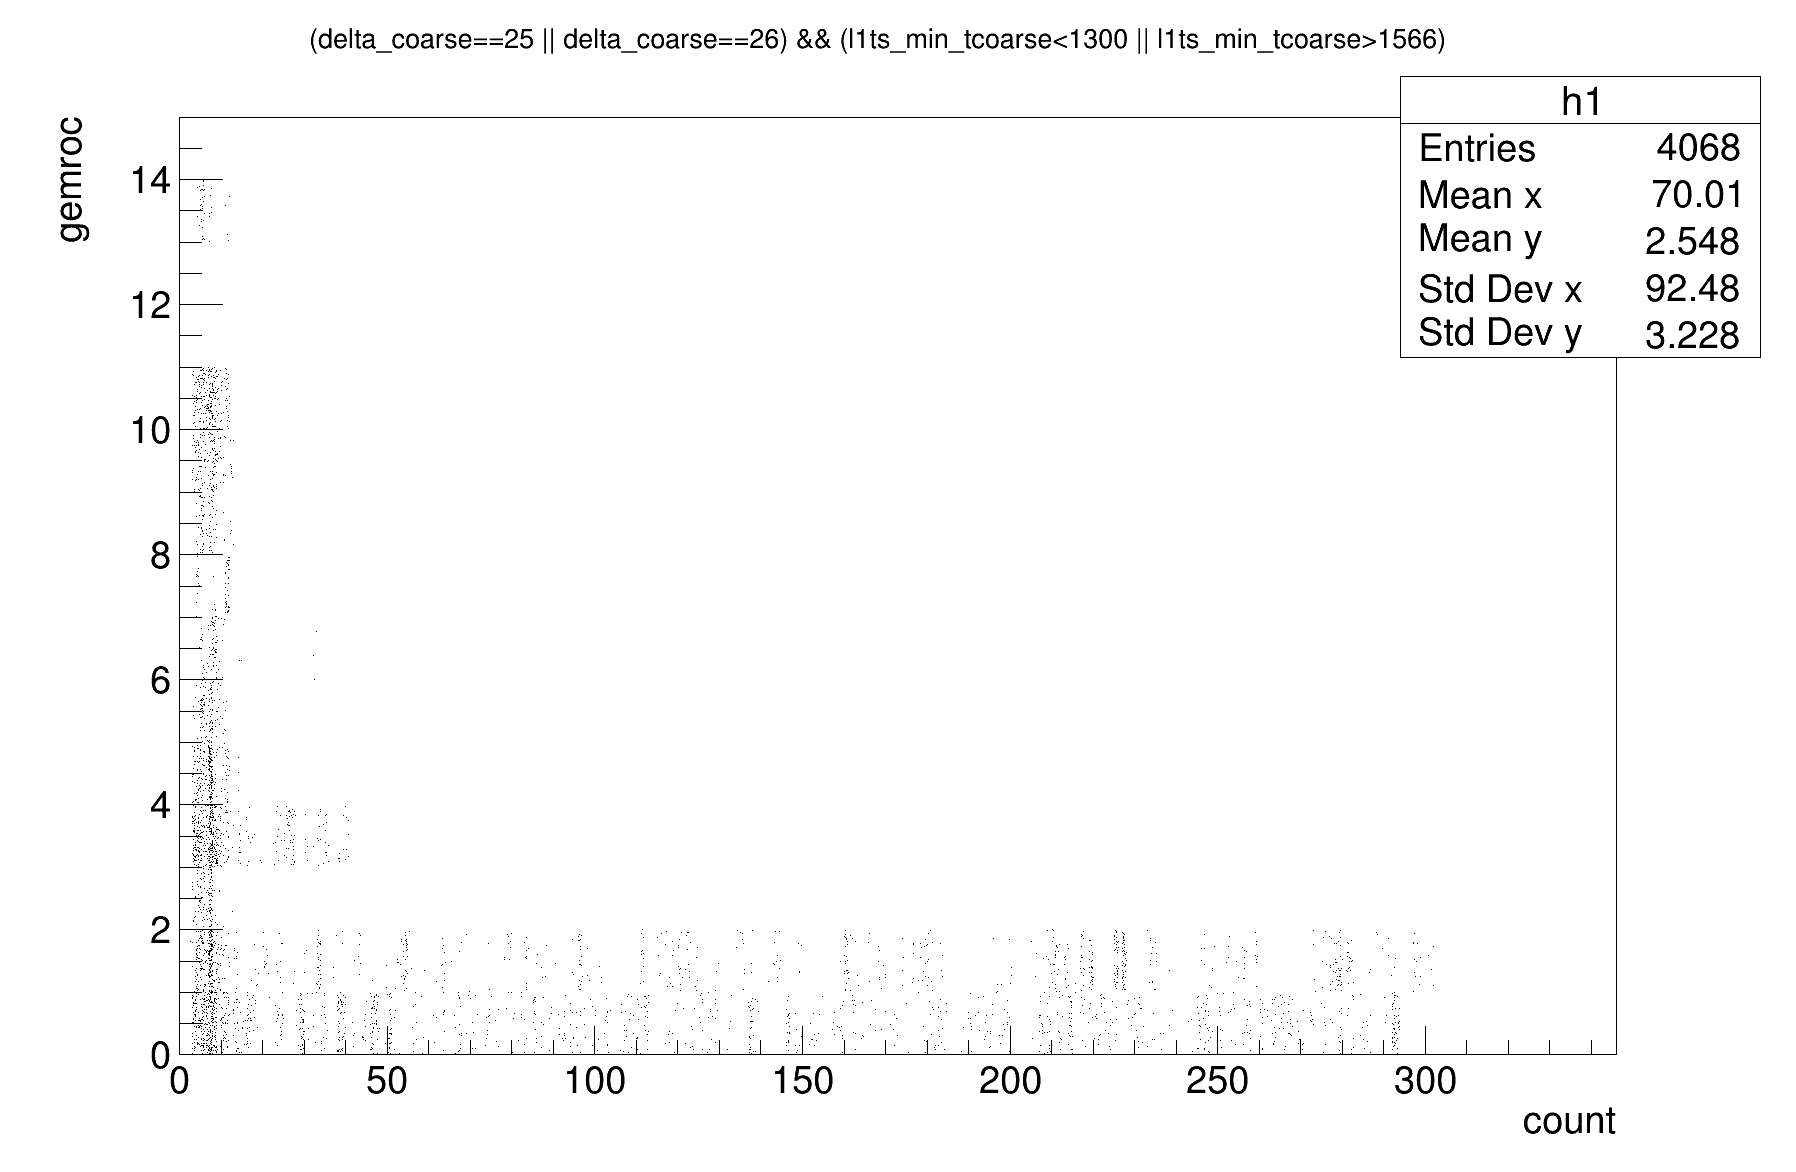 (delta_coarse==25 || delta_coarse==26) && (l1ts_min_tcoarse<1300 || l1ts_min_tcoarse>1566)
h1
Entries 4068
Mean x 70.01
Mean y 2.548
Std Dev x 92.48
Std Dev y 3.228
gemroc
14
12
10
8
6
4
2
0
0 50 100 150 200 250 300
count